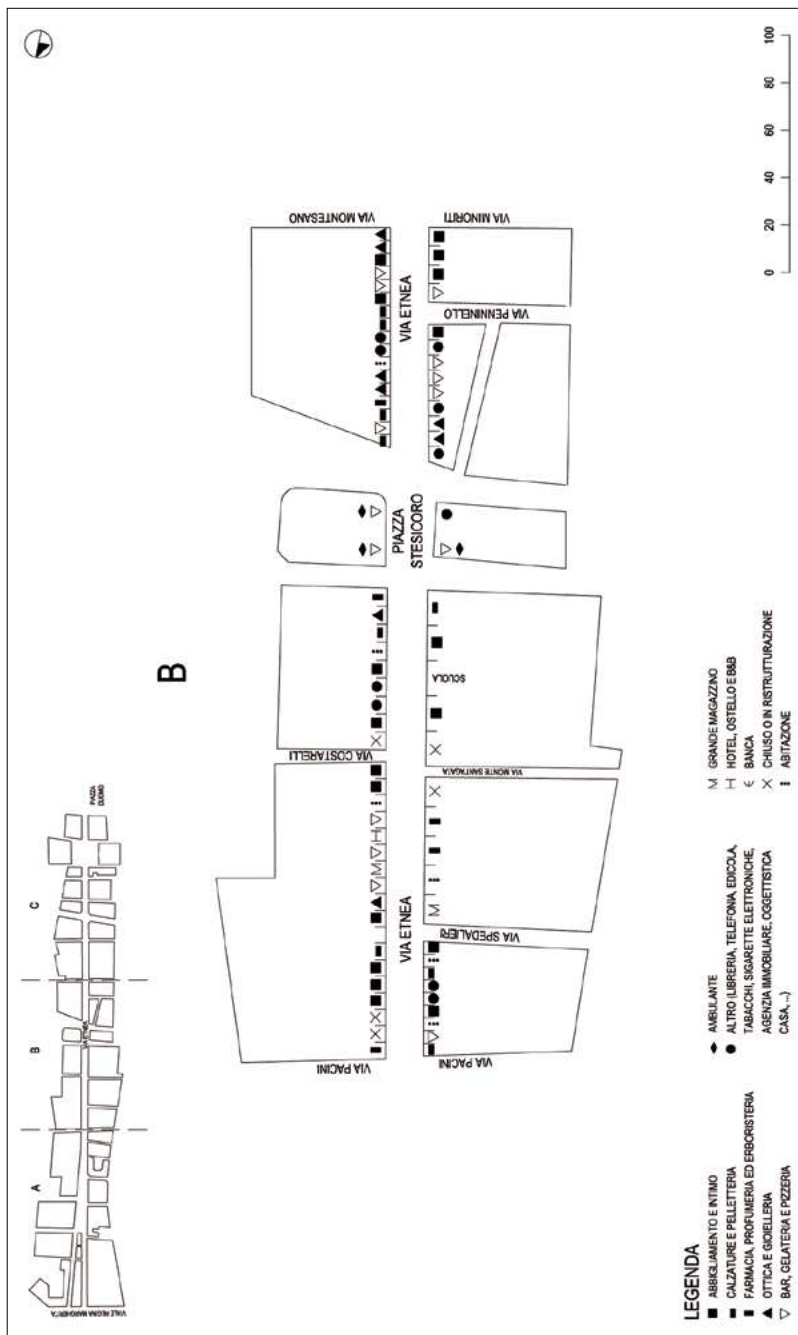 VIALE REGINA MARGHERITA
A
B
C
VIA ETNEA
PIAZZA
DUOMO
B
VIA PACINI
VIA COSTARELLI
VIA MONTESANO
VIA ETNEA
PIAZZA
STESICORO
VIA ETNEA
SCUOLA
VIA PACINI
VIA SPEDALIERI
VIA MONTE SANT'AGATA
VIA PENNINELLO
VIA MINORITI
LEGENDA
ABBIGLIAMENTO E INTIMO
CALZATURE E PELLETTERIA
FARMACIA, PROFUMERIA ED ERBORISTERIA
OTTICA E GIOIELLERIA
BAR, GELATERIA E PIZZERIA
AMBULANTE
ALTRO (LIBRERIA, TELEFONIA, EDICOLA,
TABACCHI, SIGARETTE ELETTRONICHE,
AGENZIA IMMOBILIARE, OGGETTISTICA
CASA, ...)
M GRANDE MAGAZZINO
H HOTEL, OSTELLO E B&B
€ BANCA
X CHIUSO O IN RISTRUTTURAZIONE
ABITAZIONE
0 20 40 60 80 100